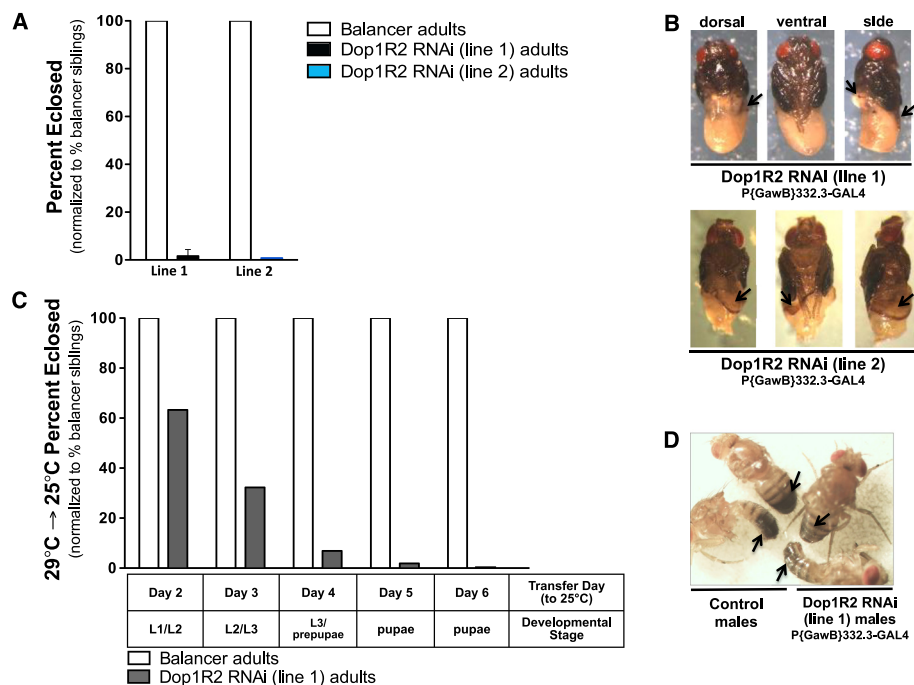 A
Percent Eclosed
(normalized to % balancer siblings)
100
80
60
40
20
0
Line 1
Line 2
Balancer adults
Dop1R2 RNAi (line 1) adults
Dop1R2 RNAi (line 2) adults
B
dorsal
ventral
side
Dop1R2 RNAi (line 1)
P{GawB}332.3-GAL4
Dop1R2 RNAi (line 2)
P{GawB}332.3-GAL4
C
29°C → 25°C Percent Eclosed
(normalized to % balancer siblings)
100
80
60
40
20
0
Day 2
Day 3
Day 4
Day 5
Day 6
Transfer Day
(to 25°C)
L1/L2
L2/L3
L3/
prepupae
pupae
pupae
Developmental
Stage
Balancer adults
Dop1R2 RNAi (line 1) adults
D
Control
males
Dop1R2 RNAi
(line 1) males
P{GawB}332.3-GAL4